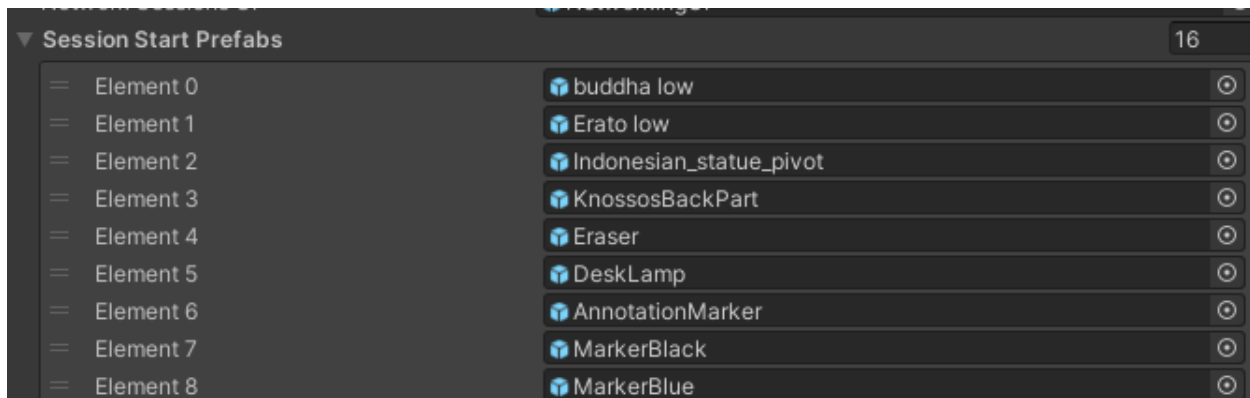 Session Start Prefabs 16
Element 0 buddha low
Element 1 Erato low
Element 2 Indonesian_statue_pivot
Element 3 KnossosBackPart
Element 4 Eraser
Element 5 DeskLamp
Element 6 AnnotationMarker
Element 7 MarkerBlack
Element 8 MarkerBlue